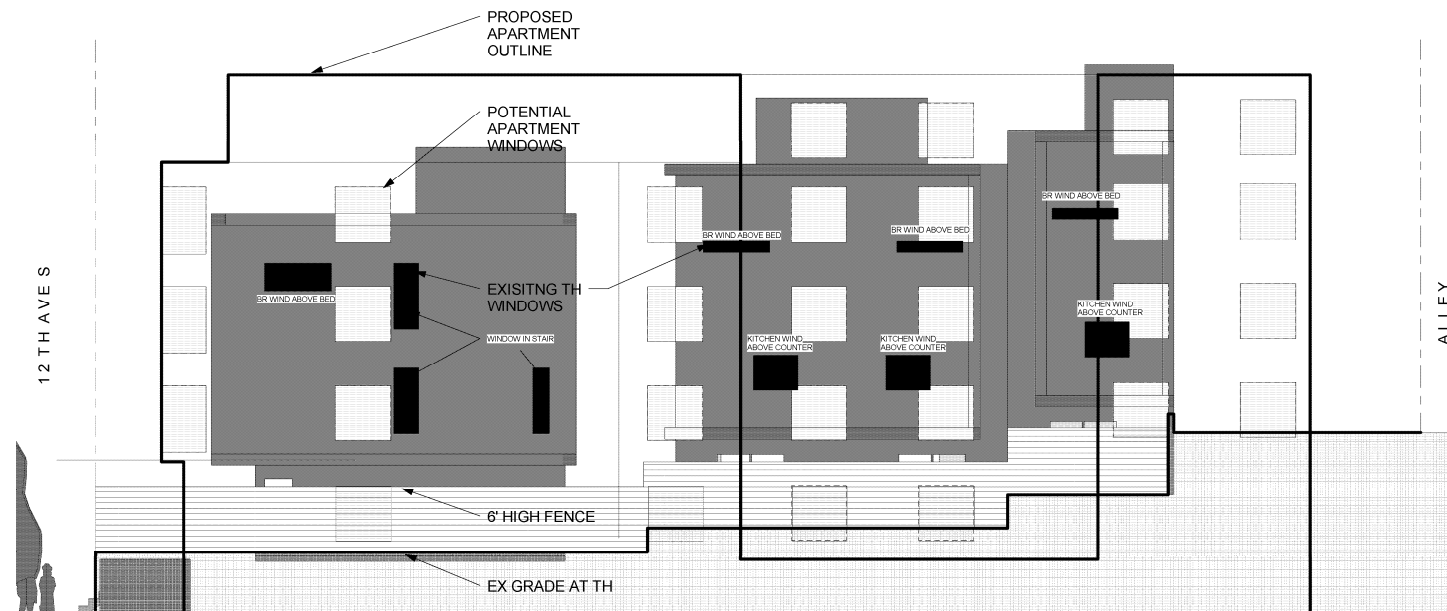 PROPOSED
APARTMENT
OUTLINE
POTENTIAL
APARTMENT
WINDOWS
BR WIND ABOVE BED
BR WIND ABOVE BED
BR WIND ABOVE BED
12TH AVE S
EXISITNG TH
WINDOWS
BR WIND ABOVE BED
KITCHEN WIND
ABOVE COUNTER
ALLEY
WINDOW IN STAIR
KITCHEN WIND
ABOVE COUNTER
KITCHEN WIND
ABOVE COUNTER
6' HIGH FENCE
EX GRADE AT TH